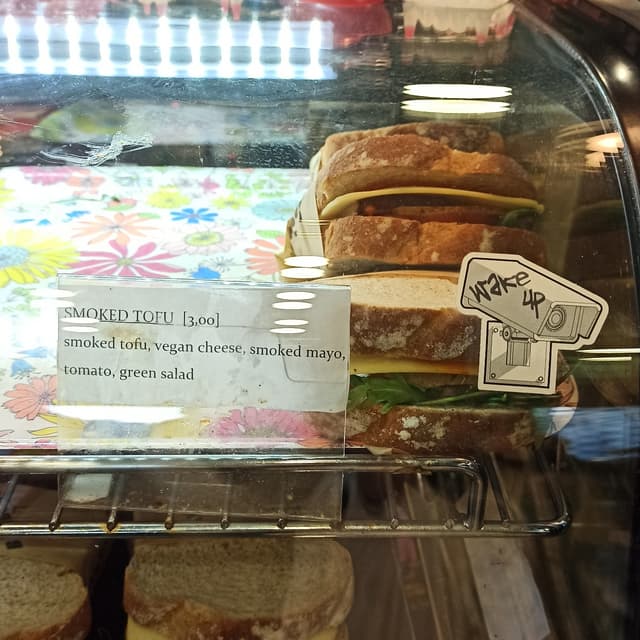 SMOKED TOFU [3,00]
smoked tofu, vegan cheese, smoked mayo,
tomato, green salad
wake
up